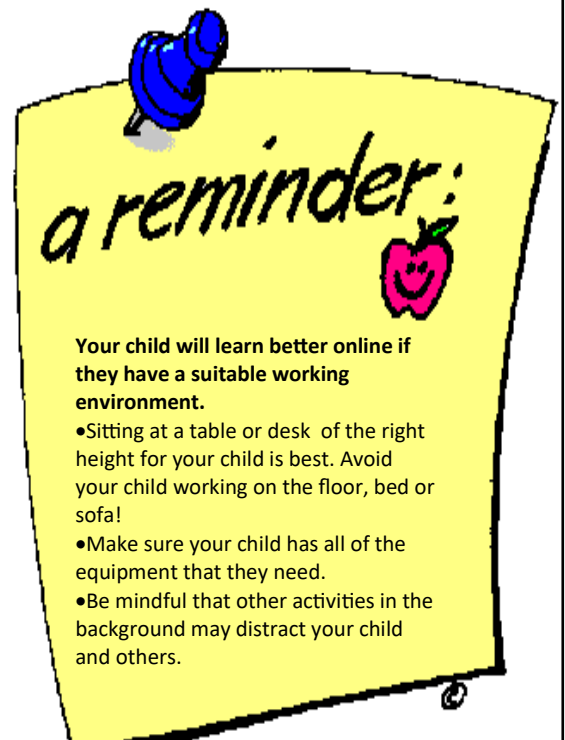 a reminder:
Your child will learn better online if
they have a suitable working
environment.
•Sitting at a table or desk  of the right
height for your child is best. Avoid
your child working on the floor, bed or
sofa!
•Make sure your child has all of the
equipment that they need.
•Be mindful that other activities in the
background may distract your child
and others.
©